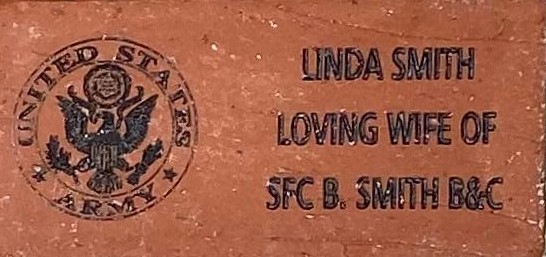 UNITED STATES
ARMY
LINDA SMITH
LOVING WIFE OF
SFC B. SMITH B&C